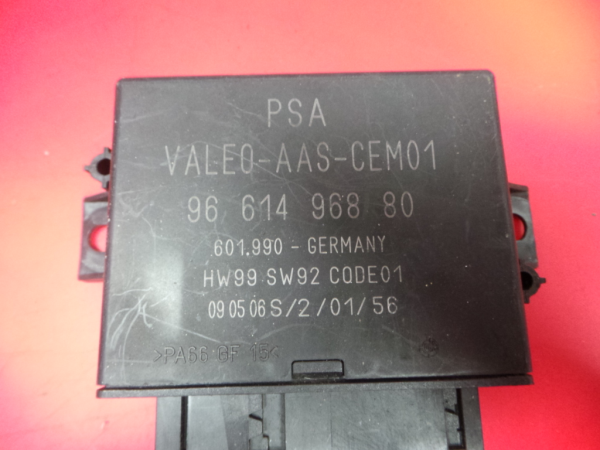 PSA
VALEO-AAS-CEM01
96 614 968 80
601.990 - GERMANY
HW99 SW92 CODE01
09 05 06 S/2/01/56
>PA66 GF 15<